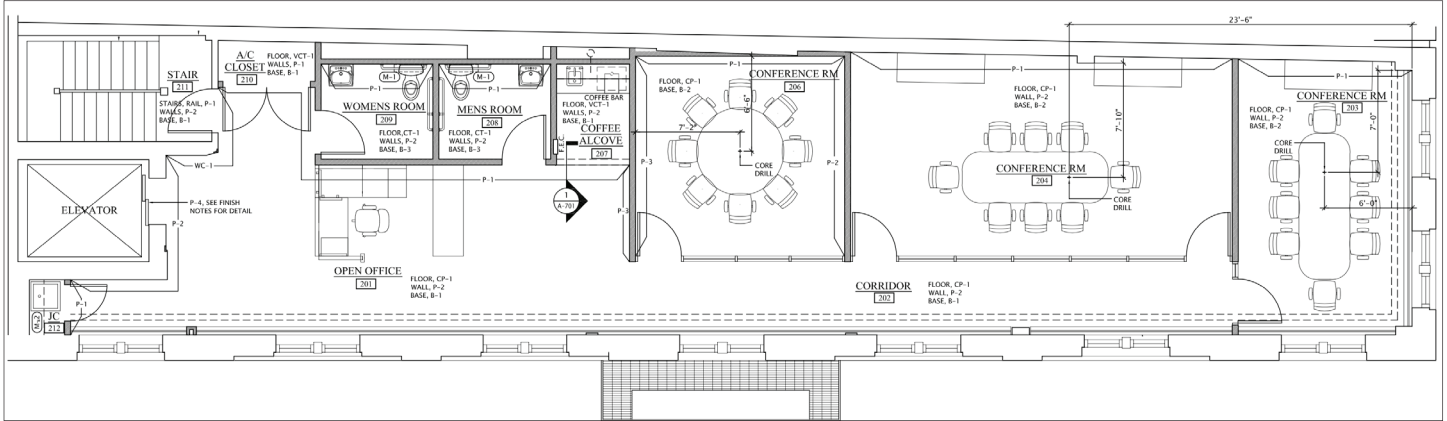 23'-6"
STAIR
211
STAIRS, RAIL, P-1
WALLS, P-2
BASE, B-1
A/C
CLOSET
210
FLOOR, VCT-1
WALLS, P-1
BASE, B-1
M-1
P-1
WOMENS ROOM
209
FLOOR,CT-1
WALLS, P-2
BASE, B-3
M-1
P-1
MENS ROOM
208
FLOOR, CT-1
WALLS, P-2
BASE, B-3
COFFEE BAR
FLOOR, VCT-1
WALLS, P-2
BASE, B-1
COFFEE
ALCOVE
207
F.E.C.
1
A-701
P-1
P-3
P-1
CONFERENCE RM
206
FLOOR, CP-1
BASE, B-2
6'-6"
7'-2"
P-3
P-2
CORE
DRILL
P-1
P-1
FLOOR, CP-1
WALL, P-2
BASE, B-2
7'-10"
CONFERENCE RM
204
CORE
DRILL
P-1
CONFERENCE RM
203
FLOOR, CP-1
WALL, P-2
BASE, B-2
7'-0"
CORE
DRILL
6'-0"
WC-1
ELEVATOR
P-4, SEE FINISH
NOTES FOR DETAIL
P-2
OPEN OFFICE
201
FLOOR, CP-1
WALL, P-2
BASE, B-1
CORRIDOR
202
FLOOR, CP-1
WALL, P-2
BASE, B-1
P-1
M-2
JC
212